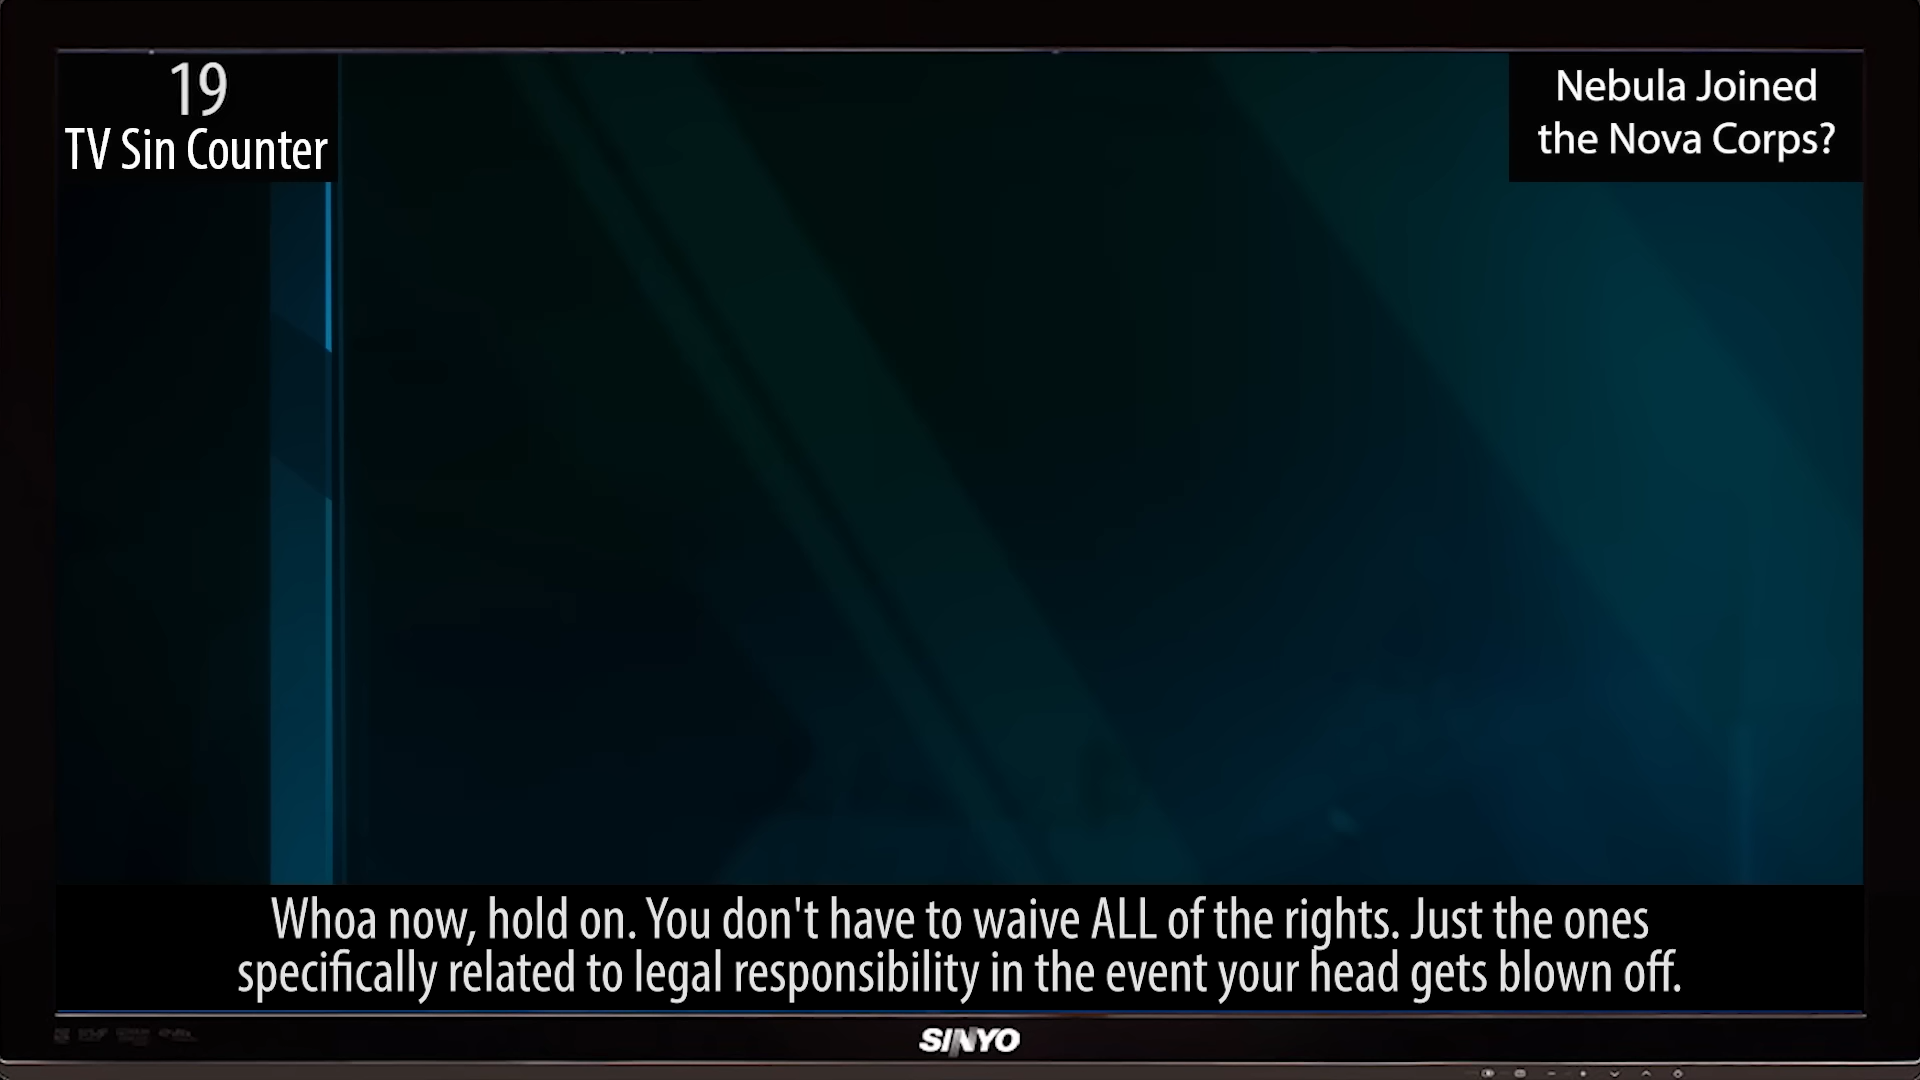 19
TV Sin Counter
Nebula Joined
the Nova Corps?
Whoa now, hold on. You don't have to waive ALL of the rights. Just the ones
specifically related to legal responsibility in the event your head gets blown off.
SINYO